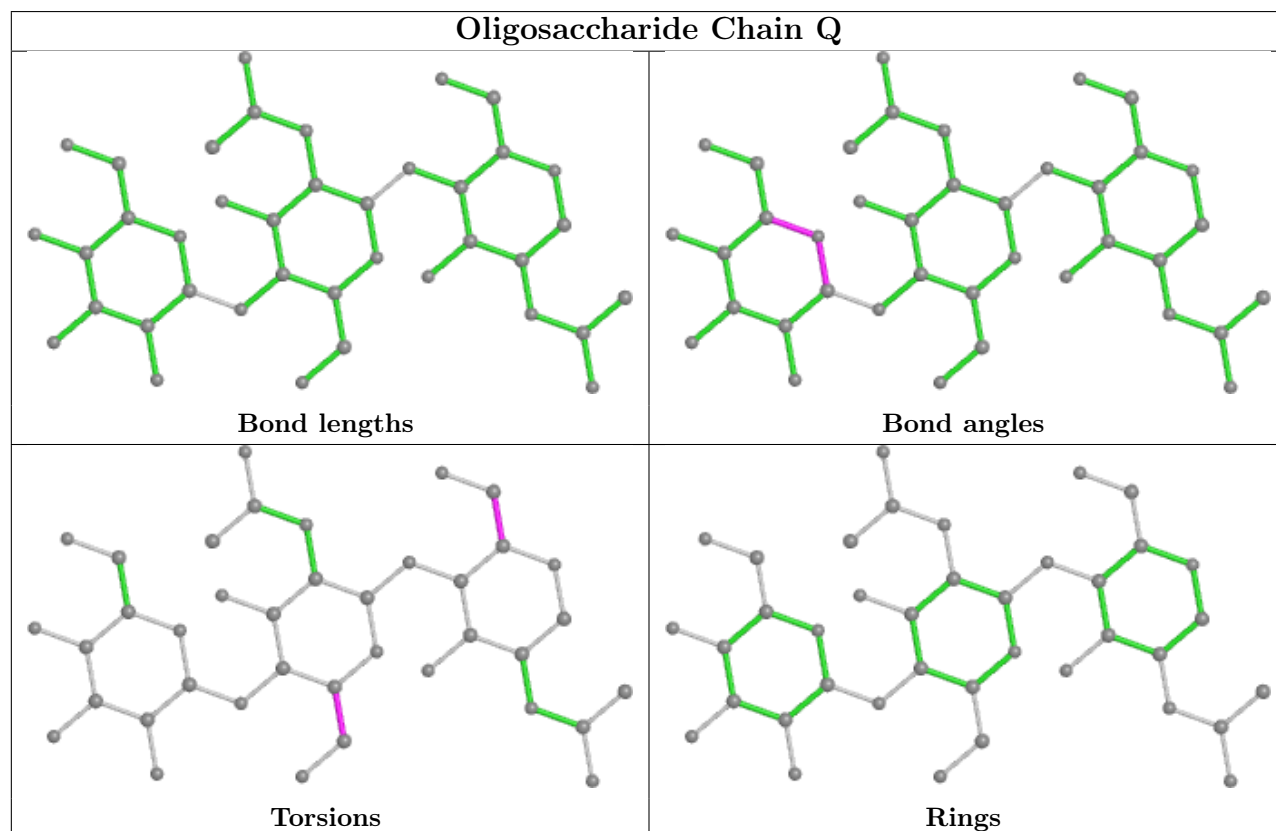 Oligosaccharide Chain Q
Bond lengths
Bond angles
Torsions
Rings